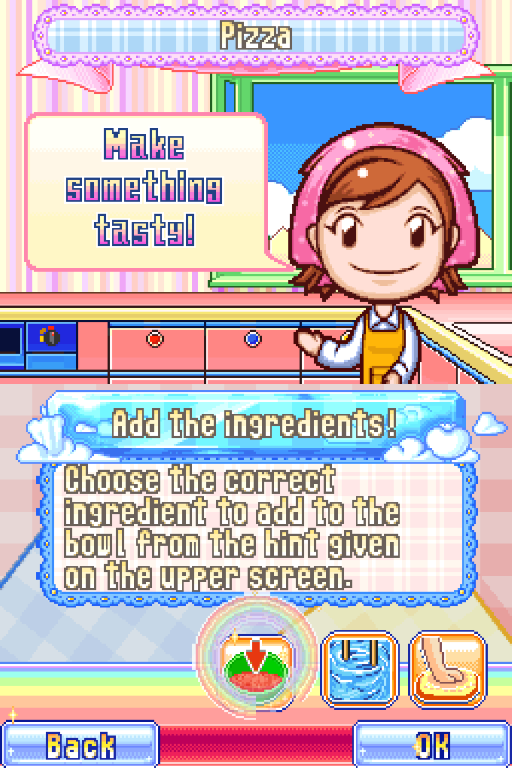 Pizza
Make
something
tasty!
Add the ingredients!
Choose the correct
ingredient to add to the
bowl from the hint given
on the upper screen.
Back
OK